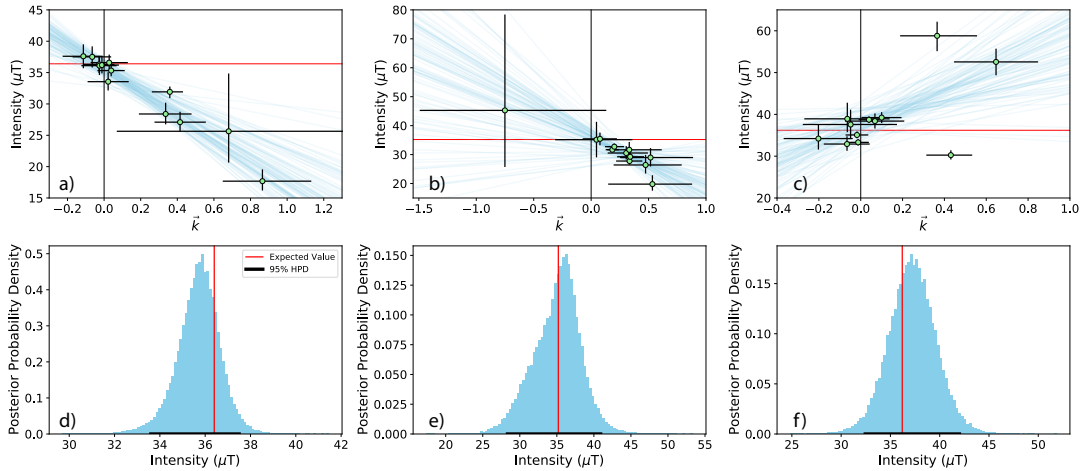 45
40
35
30
25
20
15
Intensity (μT)
a)
−0.2 0.0 0.2 0.4 0.6 0.8 1.0 1.2
k⃗
80
70
60
50
40
30
20
Intensity (μT)
b)
−1.5 −1.0 −0.5 0.0 0.5 1.0
k⃗
60
50
40
30
20
Intensity (μT)
c)
−0.4 −0.2 0.0 0.2 0.4 0.6 0.8 1.0
k⃗
0.5
0.4
0.3
0.2
0.1
0.0
Posterior Probability Density
Expected Value
95% HPD
d)
30 32 34 36 38 40 42
Intensity (μT)
0.150
0.125
0.100
0.075
0.050
0.025
0.000
Posterior Probability Density
e)
20 25 30 35 40 45 50 55
Intensity (μT)
0.15
0.10
0.05
0.00
Posterior Probability Density
f)
25 30 35 40 45 50
Intensity (μT)